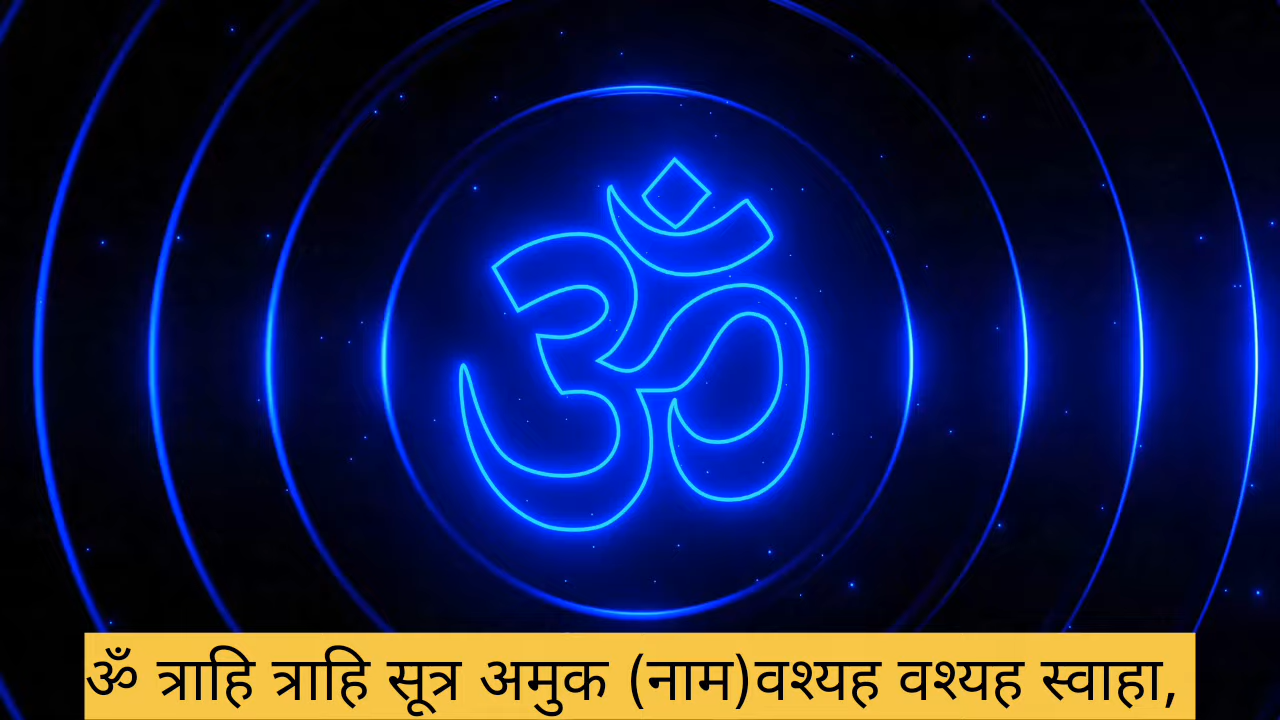 ॐ त्राहि त्राहि सूत्र अमुक (नाम)वश्यह वश्यह स्वाहा,